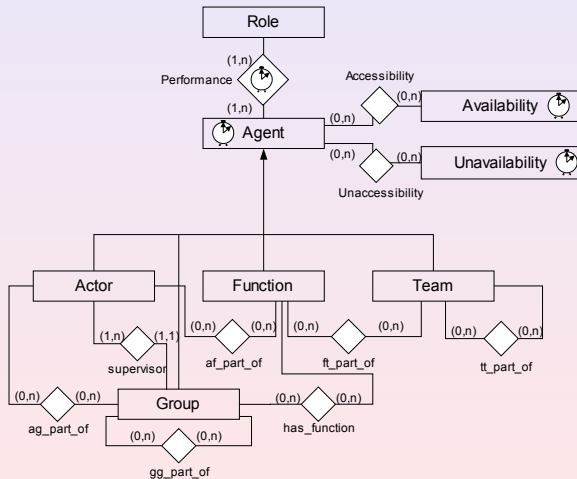 Role
(1,n)
Performance
Accessibility
(1,n)
(0,n)
(0,n)
Availability
Agent
(0,n)
(0,n)
Unavailability
Unaccessibility
Actor
Function
Team
(1,n)
(1,1)
(0,n)
(0,n)
(0,n)
(0,n)
(0,n)
(0,n)
supervisor
af_part_of
ft_part_of
tt_part_of
(0,n)
(0,n)
Group
(0,n)
(0,n)
ag_part_of
has_function
(0,n)
(0,n)
gg_part_of